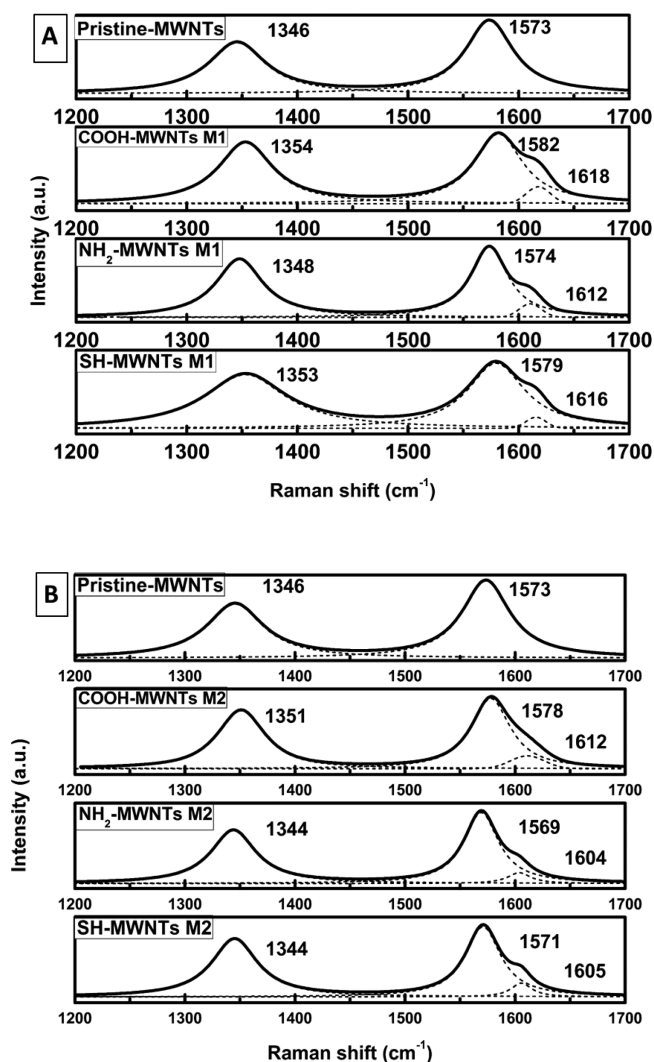 A
Pristine-MWNTs
1346
1573
1200 1300 1400 1500 1600 1700
COOH-MWNTs M1
1354
1582
1618
1200 1300 1400 1500 1600 1700
NH₂-MWNTs M1
1348
1574
1612
1200 1300 1400 1500 1600 1700
SH-MWNTs M1
1353
1579
1616
1200 1300 1400 1500 1600 1700
Intensity (a.u.)
Raman shift (cm⁻¹)
B
Pristine-MWNTs
1346
1573
1200 1300 1400 1500 1600 1700
COOH-MWNTs M2
1351
1578
1612
1200 1300 1400 1500 1600 1700
NH₂-MWNTs M2
1344
1569
1604
1200 1300 1400 1500 1600 1700
SH-MWNTs M2
1344
1571
1605
1200 1300 1400 1500 1600 1700
Intensity (a.u.)
Raman shift (cm⁻¹)